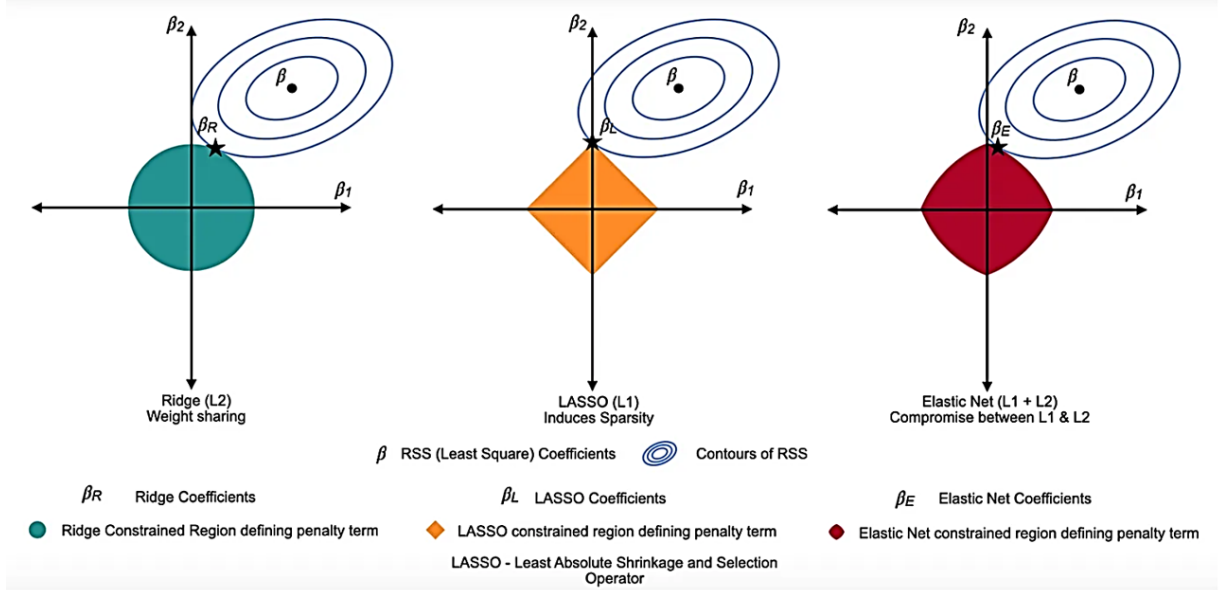 β2
β
βR
β1
Ridge (L2)
Weight sharing
β2
β
βL
β1
LASSO (L1)
Induces Sparsity
β2
β
βE
β1
Elastic Net (L1 + L2)
Compromise between L1 & L2
β RSS (Least Square) Coefficients
Contours of RSS
βR Ridge Coefficients
βL LASSO Coefficients
βE Elastic Net Coefficients
Ridge Constrained Region defining penalty term
LASSO constrained region defining penalty term
Elastic Net constrained region defining penalty term
LASSO - Least Absolute Shrinkage and Selection
Operator